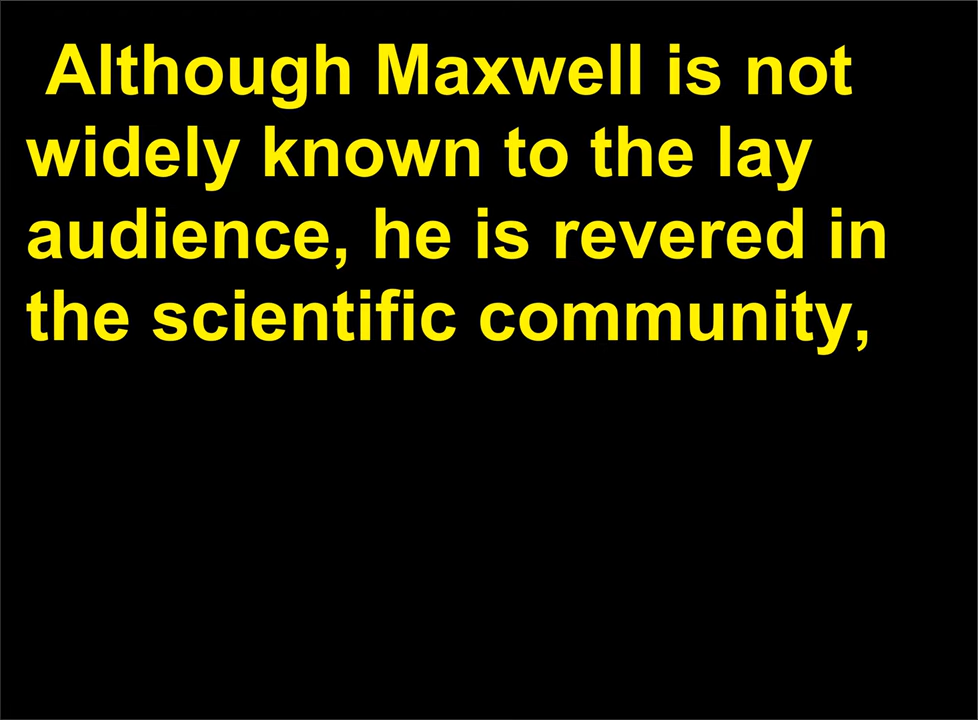 Although Maxwell is not
widely known to the lay
audience, he is revered in
the scientific community,